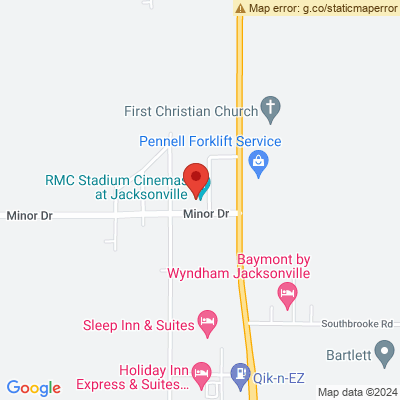 Map error: g.co/staticmaperror
First Christian Church
Pennell Forklift Service
RMC Stadium Cinemas
at Jacksonville
Minor Dr
Minor Dr
Baymont by
Wyndham Jacksonville
Southbrooke Rd
Sleep Inn & Suites
Bartlett
Holiday Inn
Express & Suites...
Qik-n-EZ
Google
Map data ©2024